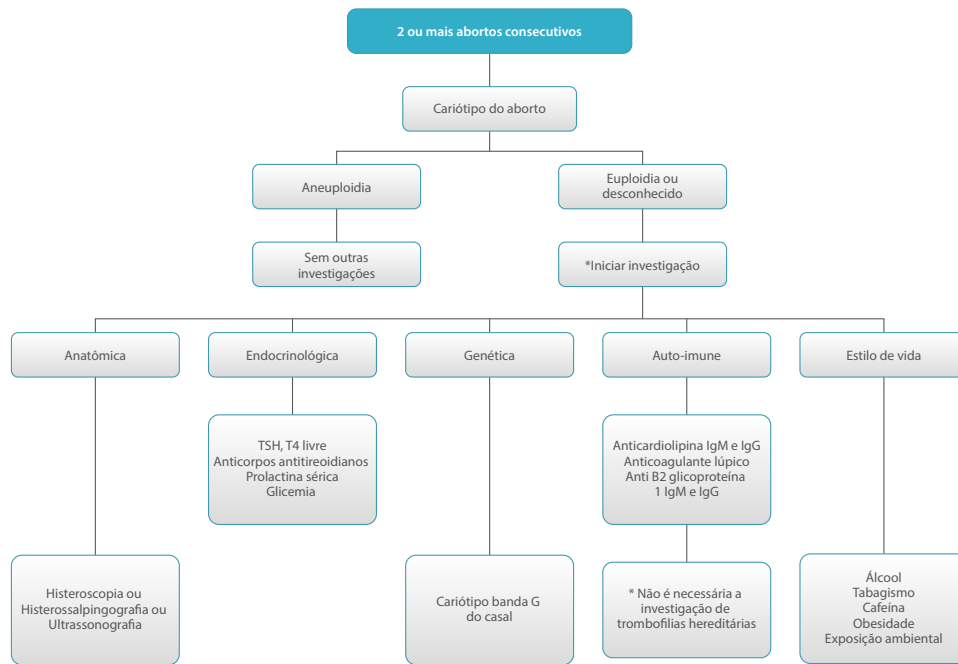 2 ou mais abortos consecutivos
Cariótipo do aborto
Aneuploidia
Euploidia ou
desconhecido
Sem outras
investigações
*Iniciar investigação
Anatômica
Endocrinológica
Genética
Auto-imune
Estilo de vida
TSH, T4 livre
Anticorpos antitireoidianos
Prolactina sérica
Glicemia
Anticardiolipina IgM e IgG
Anticoagulante lúpico
Anti B2 glicoproteína
1 IgM e IgG
Histeroscopia ou
Histerossalpingografia ou
Ultrassonografia
Cariótipo banda G
do casal
* Não é necessária a
investigação de
trombofilias hereditárias
Álcool
Tabagismo
Cafeína
Obesidade
Exposição ambiental